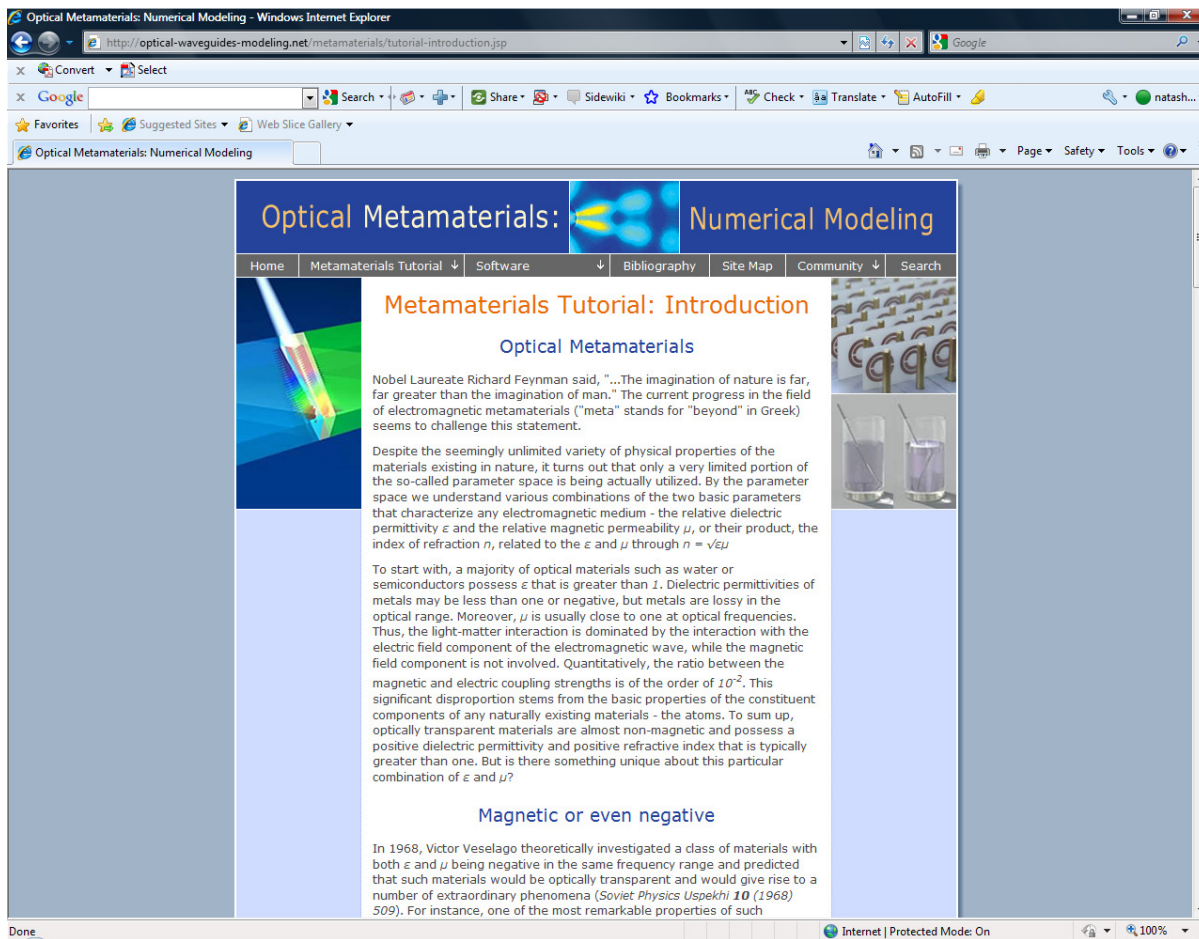 Optical Metamaterials: Numerical Modeling - Windows Internet Explorer
http://optical-waveguides-modeling.net/metamaterials/tutorial-introduction.jsp
Google
x Convert Select
x Google Search Share Sidewiki Bookmarks Check Translate AutoFill natash...
Favorites Suggested Sites Web Slice Gallery
Optical Metamaterials: Numerical Modeling Page Safety Tools
Optical Metamaterials: Numerical Modeling
Home Metamaterials Tutorial ↓ Software ↓ Bibliography Site Map Community ↓ Search
Metamaterials Tutorial: Introduction
Optical Metamaterials
Nobel Laureate Richard Feynman said, "...The imagination of nature is far,
far greater than the imagination of man." The current progress in the field
of electromagnetic metamaterials ("meta" stands for "beyond" in Greek)
seems to challenge this statement.
Despite the seemingly unlimited variety of physical properties of the
materials existing in nature, it turns out that only a very limited portion of
the so-called parameter space is being actually utilized. By the parameter
space we understand various combinations of the two basic parameters
that characterize any electromagnetic medium - the relative dielectric
permittivity ε and the relative magnetic permeability μ, or their product, the
index of refraction n, related to the ε and μ through n = √εμ
To start with, a majority of optical materials such as water or
semiconductors possess ε that is greater than 1. Dielectric permittivities of
metals may be less than one or negative, but metals are lossy in the
optical range. Moreover, μ is usually close to one at optical frequencies.
Thus, the light-matter interaction is dominated by the interaction with the
electric field component of the electromagnetic wave, while the magnetic
field component is not involved. Quantitatively, the ratio between the
magnetic and electric coupling strengths is of the order of 10⁻². This
significant disproportion stems from the basic properties of the constituent
components of any naturally existing materials - the atoms. To sum up,
optically transparent materials are almost non-magnetic and possess a
positive dielectric permittivity and positive refractive index that is typically
greater than one. But is there something unique about this particular
combination of ε and μ?
Magnetic or even negative
In 1968, Victor Veselago theoretically investigated a class of materials with
both ε and μ being negative in the same frequency range and predicted
that such materials would be optically transparent and would give rise to a
number of extraordinary phenomena (Soviet Physics Uspekhi 10 (1968)
509). For instance, one of the most remarkable properties of such
Done Internet | Protected Mode: On 100%